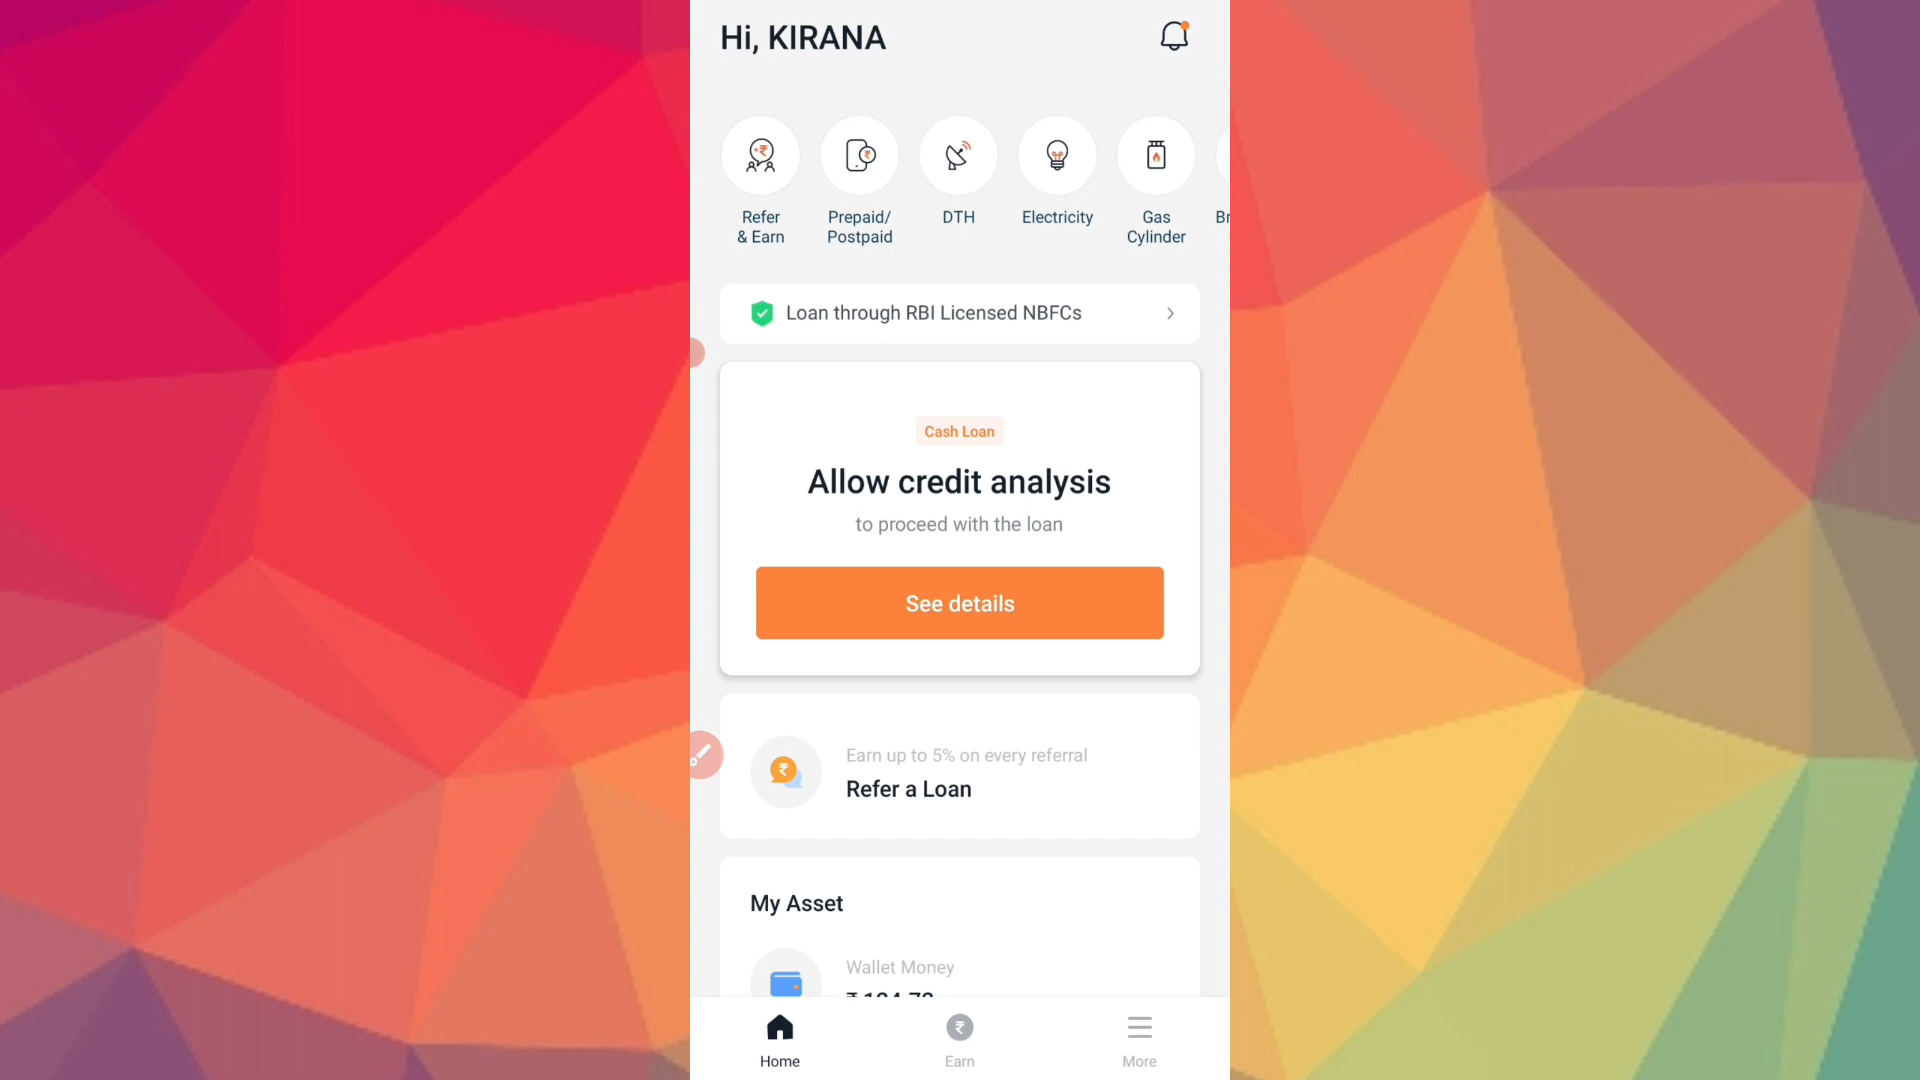 Hi, KIRANA
Refer
& Earn
Prepaid/
Postpaid
DTH
Electricity
Gas
Cylinder
Br
Loan through RBI Licensed NBFCs
Cash Loan
Allow credit analysis
to proceed with the loan
See details
Earn up to 5% on every referral
Refer a Loan
My Asset
Wallet Money
Home
Earn
More